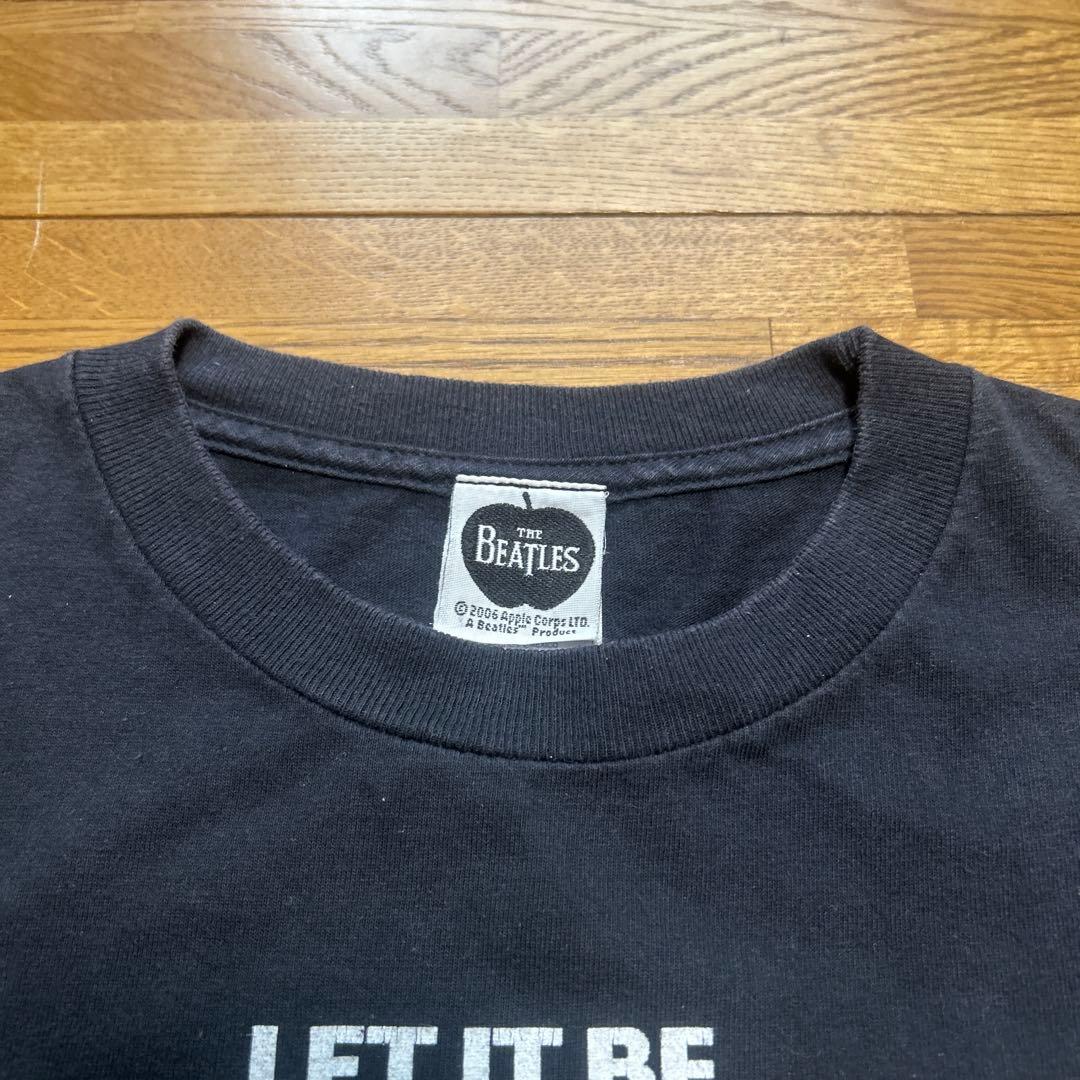 THE
BEATLES
© 2006 Apple Corps LTD.
A Beatles™ Product
LET IT BE